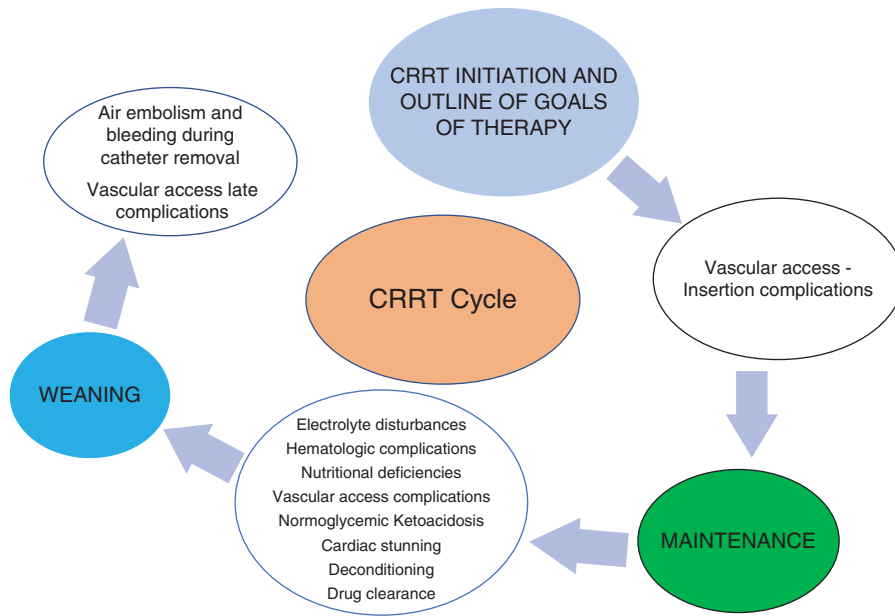 CRRT INITIATION AND
OUTLINE OF GOALS
OF THERAPY
Vascular access -
Insertion complications
MAINTENANCE
Electrolyte disturbances
Hematologic complications
Nutritional deficiencies
Vascular access complications
Normoglycemic Ketoacidosis
Cardiac stunning
Deconditioning
Drug clearance
WEANING
Air embolism and
bleeding during
catheter removal
Vascular access late
complications
CRRT Cycle